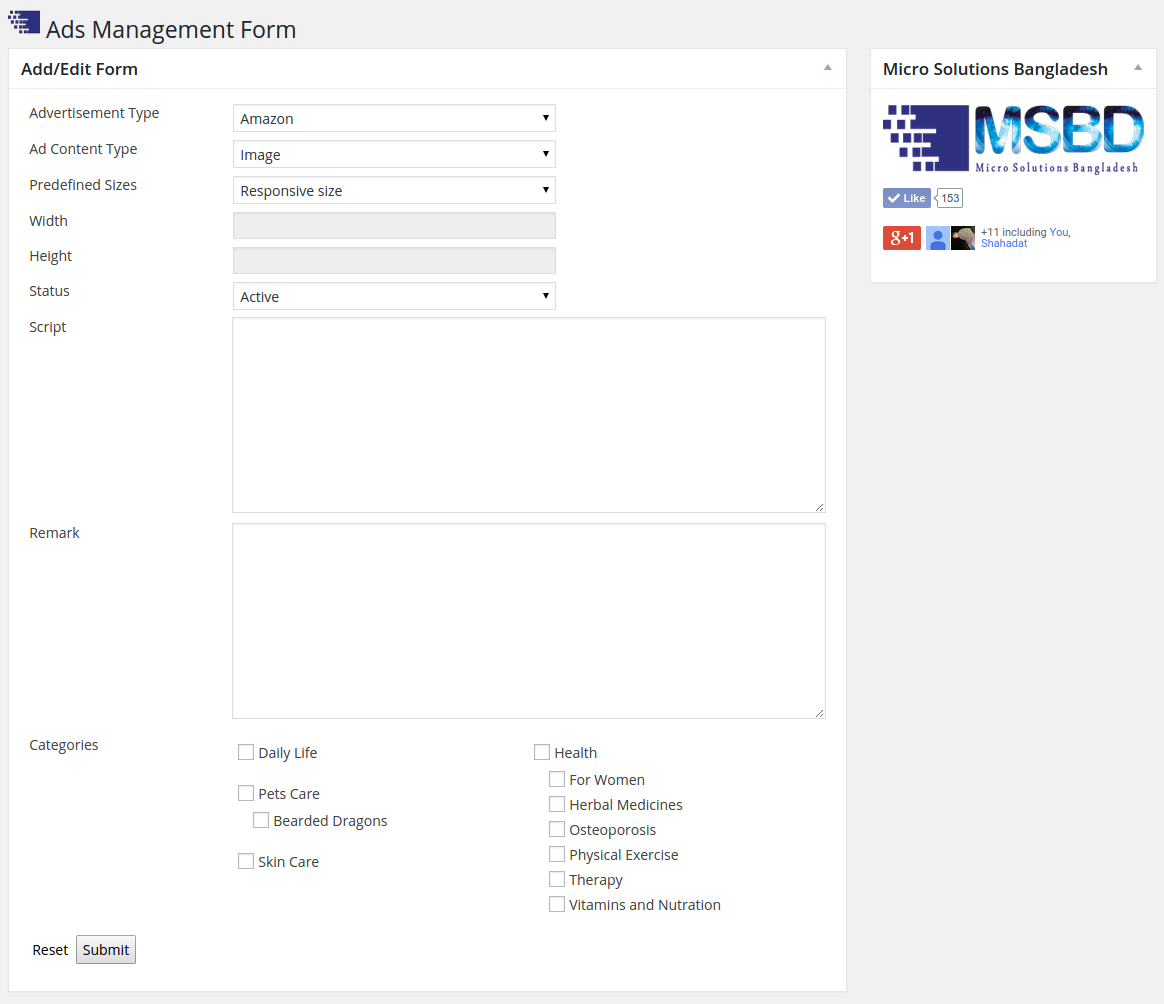 Ads Management Form
Add/Edit Form
Advertisement Type
Amazon
Ad Content Type
Image
Predefined Sizes
Responsive size
Width
Height
Status
Active
Script
Remark
Categories
Daily Life
Pets Care
Bearded Dragons
Skin Care
Health
For Women
Herbal Medicines
Osteoporosis
Physical Exercise
Therapy
Vitamins and Nutration
Reset Submit
Micro Solutions Bangladesh
MSBD
Micro Solutions Bangladesh
Like 153
g+1 +11 including You,
Shahadat